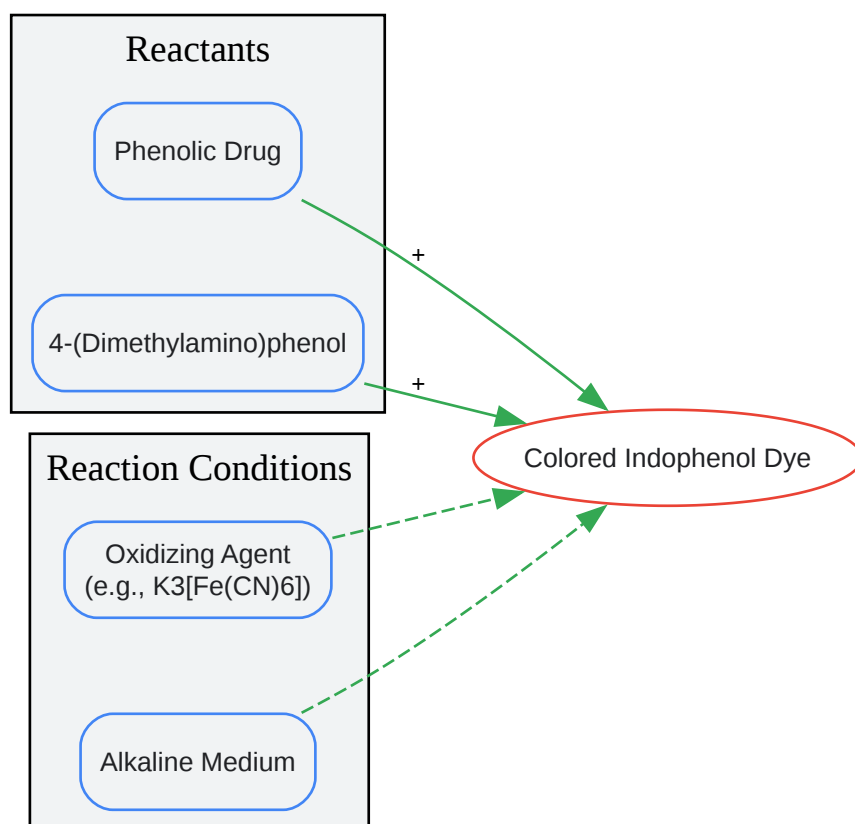 Reactants
Phenolic Drug
+
4-(Dimethylamino)phenol
+
Colored Indophenol Dye
Reaction Conditions
Oxidizing Agent
(e.g., K3[Fe(CN)6])
Alkaline Medium